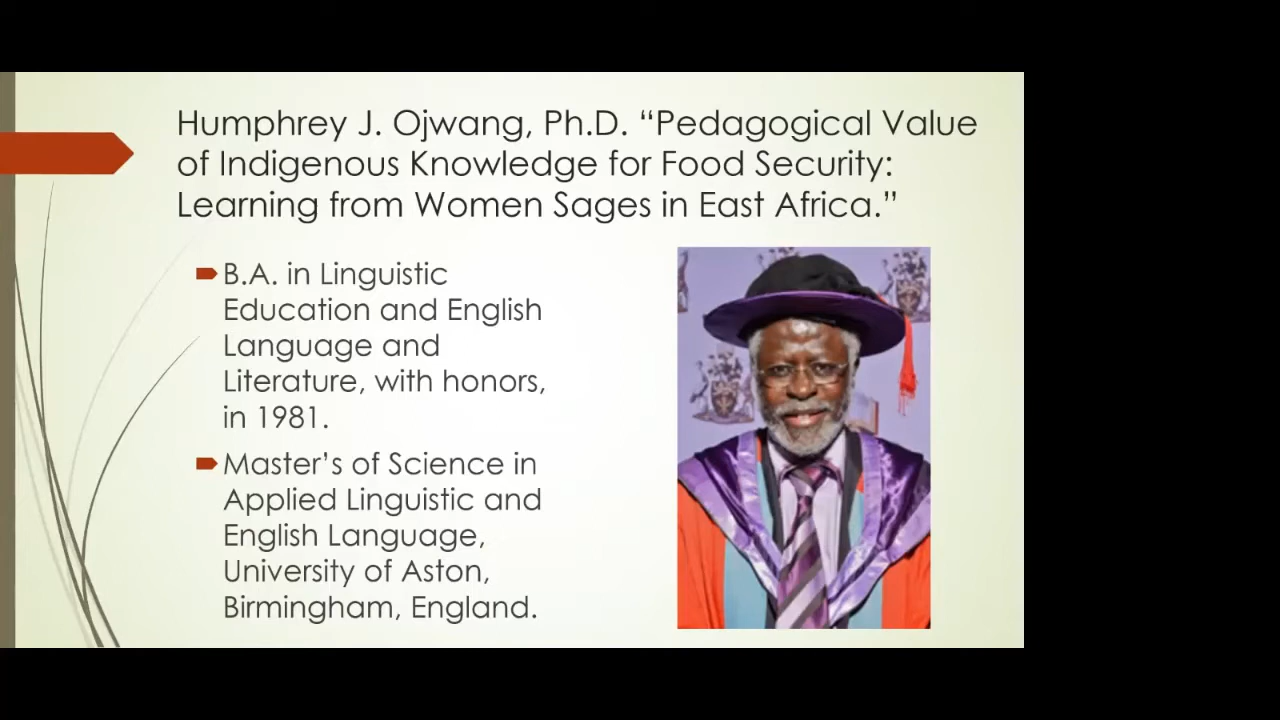 Humphrey J. Ojwang, Ph.D. “Pedagogical Value
of Indigenous Knowledge for Food Security:
Learning from Women Sages in East Africa.”
B.A. in Linguistic
Education and English
Language and
Literature, with honors,
in 1981.
Master’s of Science in
Applied Linguistic and
English Language,
University of Aston,
Birmingham, England.